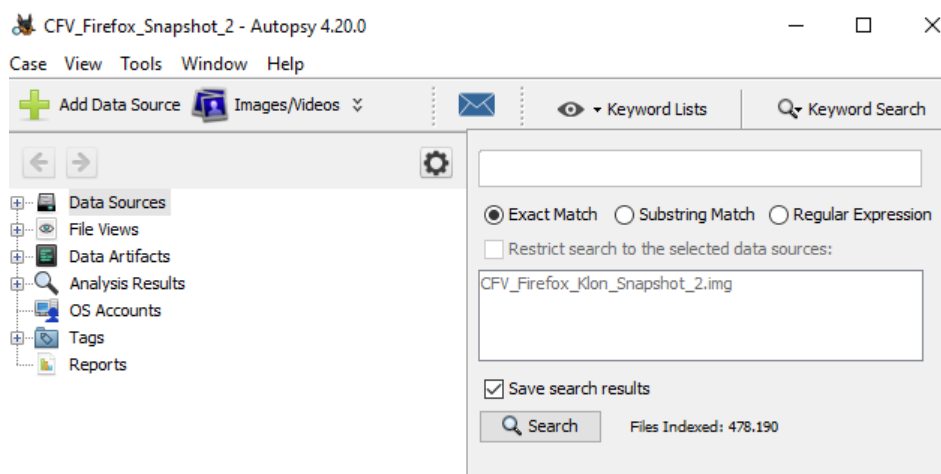 CFV_Firefox_Snapshot_2 - Autopsy 4.20.0
Case View Tools Window Help
Add Data Source Images/Videos Keyword Lists Keyword Search
Data Sources
File Views
Data Artifacts
Analysis Results
OS Accounts
Tags
Reports
Exact Match Substring Match Regular Expression
Restrict search to the selected data sources:
CFV_Firefox_Klon_Snapshot_2.img
Save search results
Search Files Indexed: 478.190